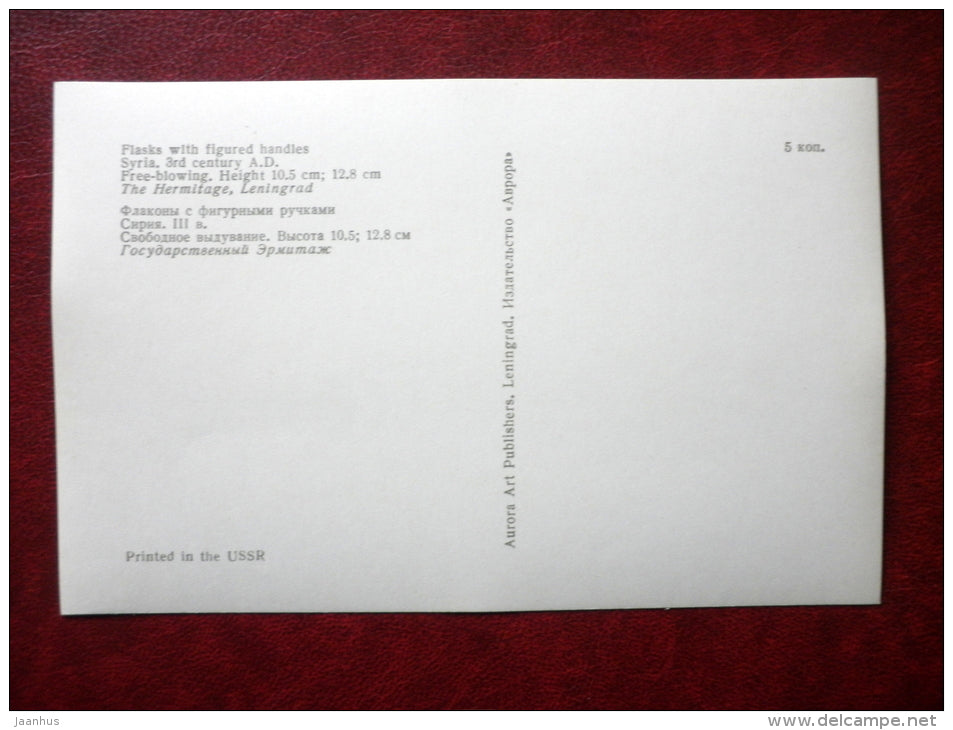 Flasks with figured handles
Syria. 3rd century A.D.
Free-blowing. Height 10.5 cm; 12.8 cm
The Hermitage, Leningrad
Флаконы с фигурными ручками
Сирия. III в.
Свободное выдувание. Высота 10.5; 12.8 см
Государственный Эрмитаж
Printed in the USSR
Aurora Art Publishers. Leningrad. Издательство «Аврора»
5 коп.
jaanhus
www.delcampe.net